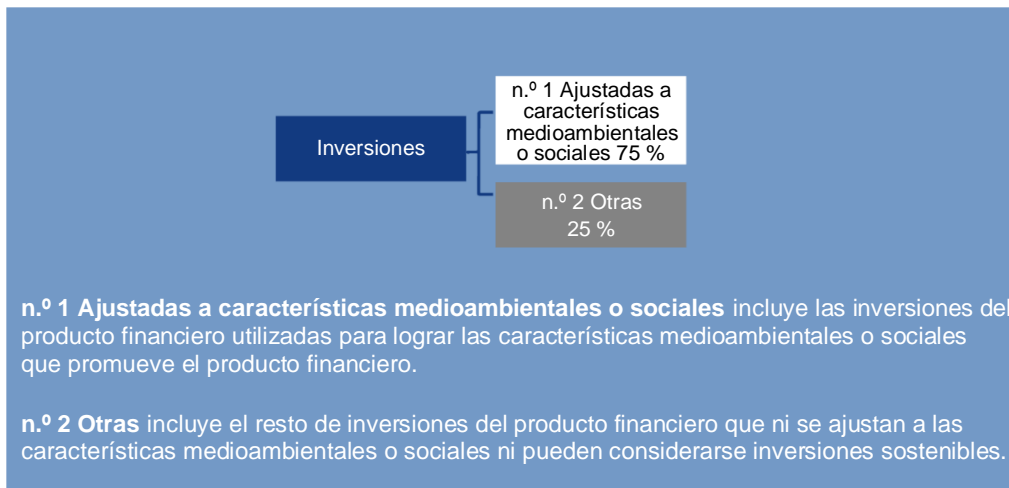 Inversiones
n.º 1 Ajustadas a
características
medioambientales
o sociales 75 %
n.º 2 Otras
25 %
n.º 1 Ajustadas a características medioambientales o sociales incluye las inversiones del
producto financiero utilizadas para lograr las características medioambientales o sociales
que promueve el producto financiero.
n.º 2 Otras incluye el resto de inversiones del producto financiero que ni se ajustan a las
características medioambientales o sociales ni pueden considerarse inversiones sostenibles.